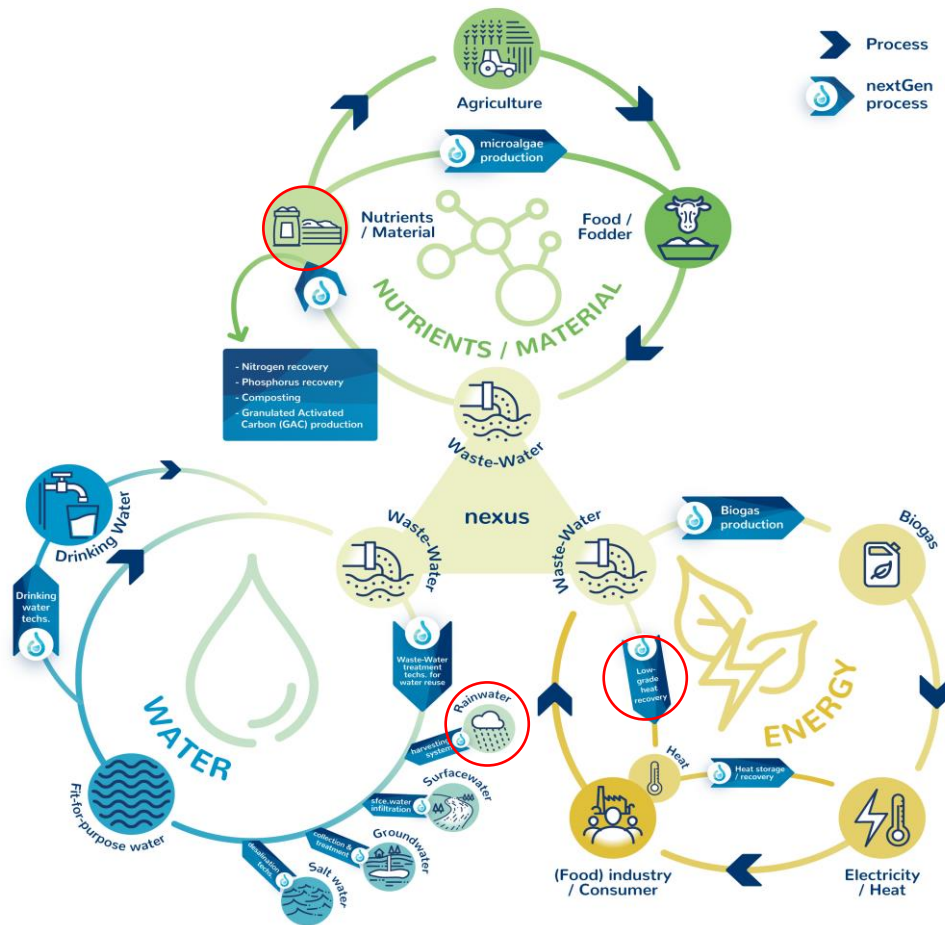 Process
nextGen
process
Agriculture
microalgae
production
Nutrients
/ Material
Food /
Fodder
NUTRIENTS / MATERIAL
- Nitrogen recovery
- Phosphorus recovery
- Composting
- Granulated Activated
Carbon (GAC) production
Waste-Water
nexus
Drinking Water
Waste-Water
Waste-Water
Biogas
production
Biogas
Drinking
water
techs.
Waste-Water
treatment
techs. for
water reuse
Low-
grade
heat
recovery
WATER
ENERGY
Rainwater
harvesting
system
Heat
Heat storage
/ recovery
Surfacewater
sfce.water
infiltration
Fit-for-purpose water
Groundwater
collection &
treatment
Salt water
desalination
techs.
(Food) industry
/ Consumer
Electricity
/ Heat